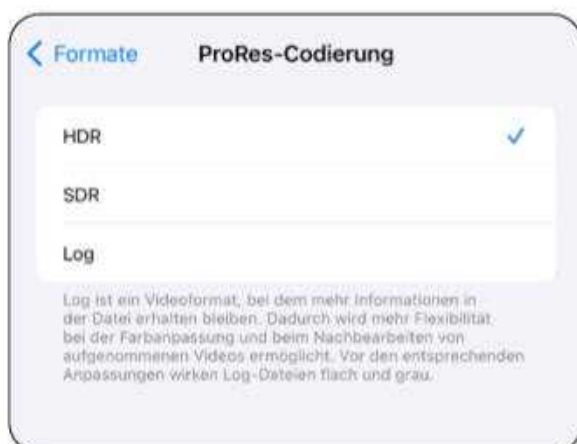 Formate ProRes-Codierung
HDR
SDR
Log
Log ist ein Videoformat, bei dem mehr Informationen in
der Datei erhalten bleiben. Dadurch wird mehr Flexibilität
bei der Farbanpassung und beim Nachbearbeiten von
aufgenommenen Videos ermöglicht. Vor den entsprechenden
Anpassungen wirken Log-Dateien flach und grau.